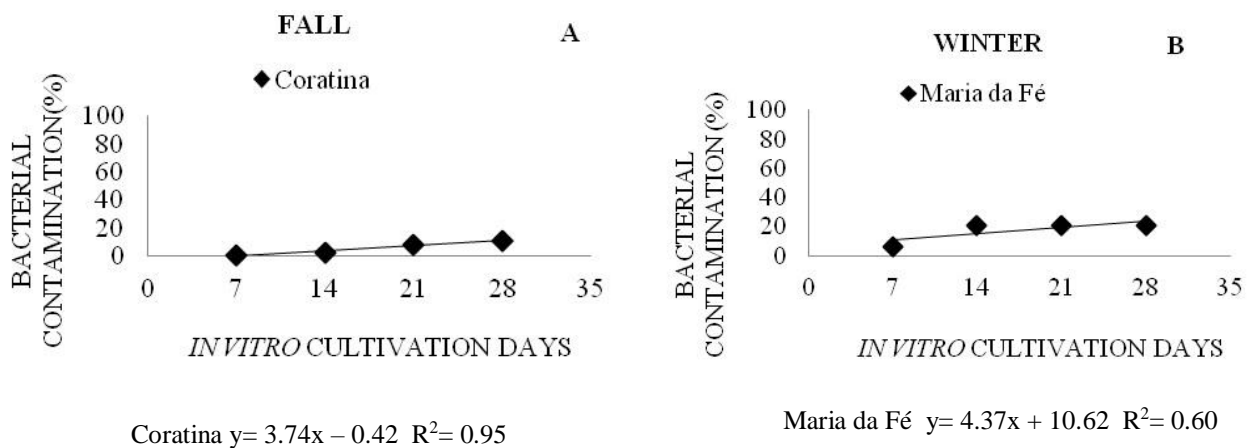 FALL
A
◆ Coratina
BACTERIAL
CONTAMINATION(%)
100
80
60
40
20
0
0 7 14 21 28 35
IN VITRO CULTIVATION DAYS
Coratina y= 3.74x – 0.42 R²= 0.95
WINTER
B
◆ Maria da Fé
BACTERIAL
CONTAMINATION (%)
100
80
60
40
20
0
0 7 14 21 28 35
IN VITRO CULTIVATION DAYS
Maria da Fé y= 4.37x + 10.62 R²= 0.60